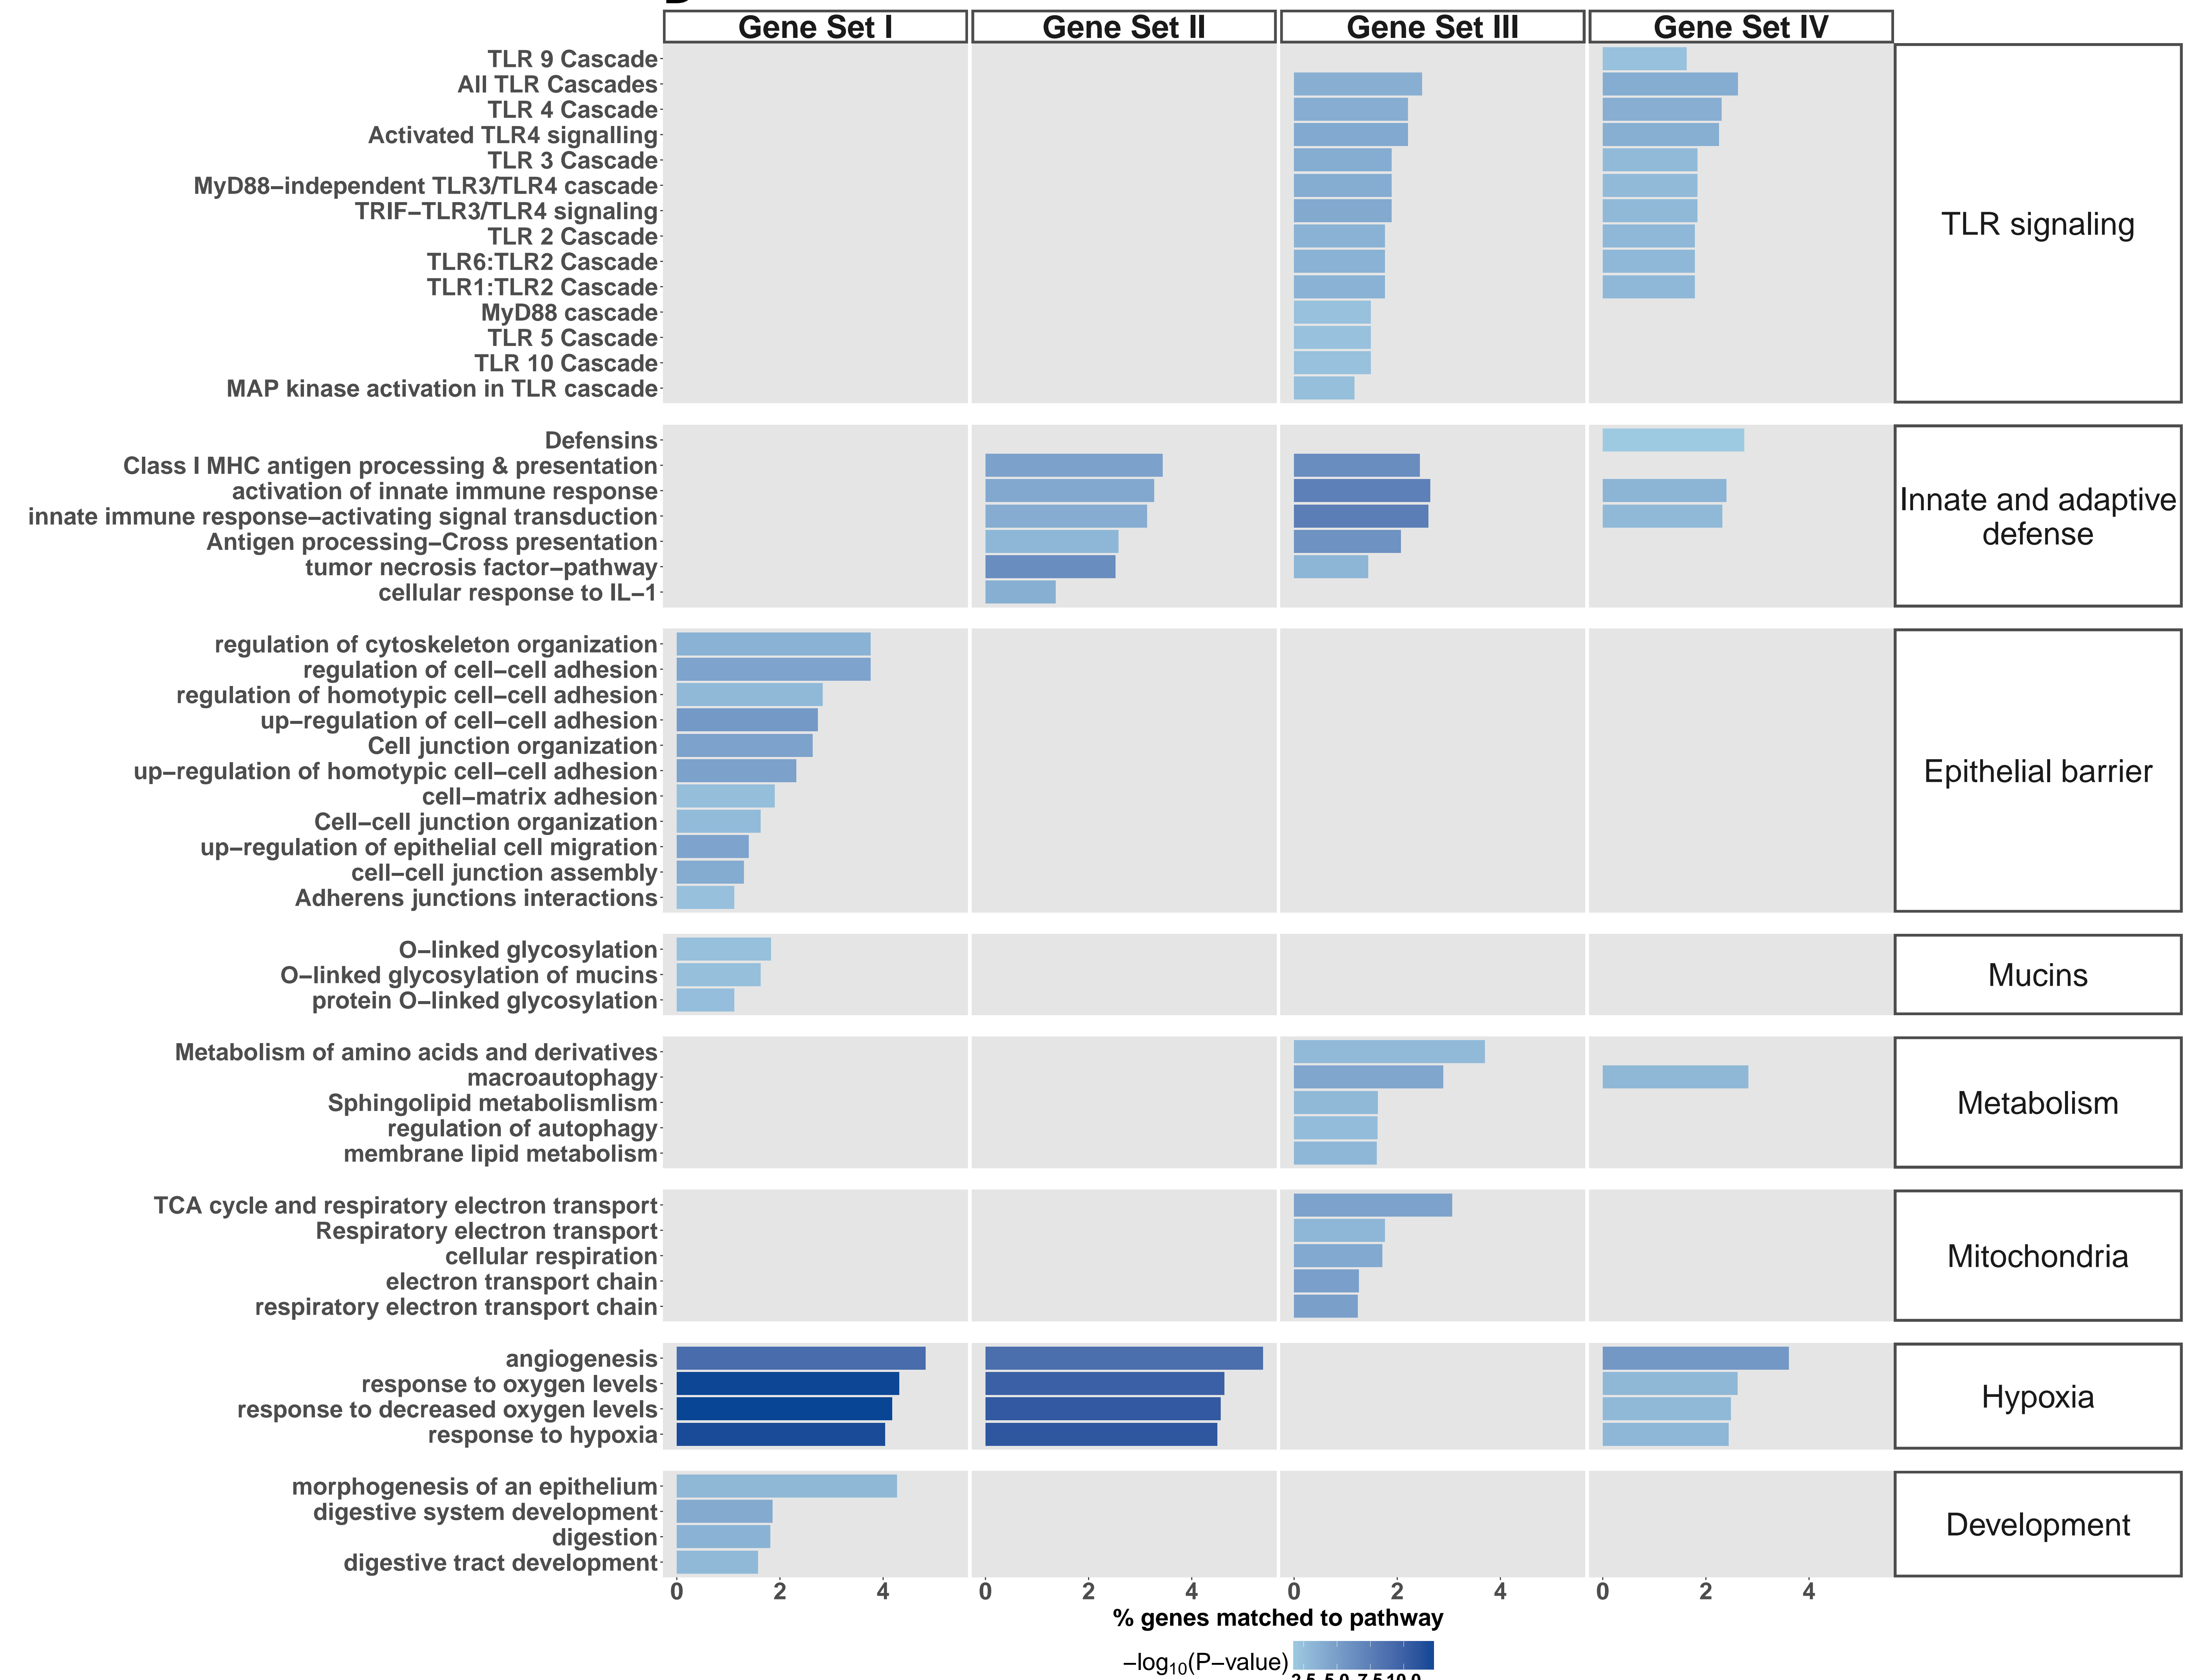 Gene Set I
Gene Set II
Gene Set III
Gene Set IV
TLR 9 Cascade
All TLR Cascades
TLR 4 Cascade
Activated TLR4 signalling
TLR 3 Cascade
MyD88–independent TLR3/TLR4 cascade
TRIF–TLR3/TLR4 signaling
TLR 2 Cascade
TLR6:TLR2 Cascade
TLR1:TLR2 Cascade
MyD88 cascade
TLR 5 Cascade
TLR 10 Cascade
MAP kinase activation in TLR cascade
TLR signaling
Defensins
Class I MHC antigen processing & presentation
activation of innate immune response
innate immune response–activating signal transduction
Antigen processing–Cross presentation
tumor necrosis factor–pathway
cellular response to IL–1
Innate and adaptive
defense
regulation of cytoskeleton organization
regulation of cell–cell adhesion
regulation of homotypic cell–cell adhesion
up–regulation of cell–cell adhesion
Cell junction organization
up–regulation of homotypic cell–cell adhesion
cell–matrix adhesion
Cell–cell junction organization
up–regulation of epithelial cell migration
cell–cell junction assembly
Adherens junctions interactions
Epithelial barrier
O–linked glycosylation
O–linked glycosylation of mucins
protein O–linked glycosylation
Mucins
Metabolism of amino acids and derivatives
macroautophagy
Sphingolipid metabolismlism
regulation of autophagy
membrane lipid metabolism
Metabolism
TCA cycle and respiratory electron transport
Respiratory electron transport
cellular respiration
electron transport chain
respiratory electron transport chain
Mitochondria
angiogenesis
response to oxygen levels
response to decreased oxygen levels
response to hypoxia
Hypoxia
morphogenesis of an epithelium
digestive system development
digestion
digestive tract development
Development
0 2 4 0 2 4 0 2 4 0 2 4
% genes matched to pathway
–log10(P–value)
2.5 5.0 7.5 10.0